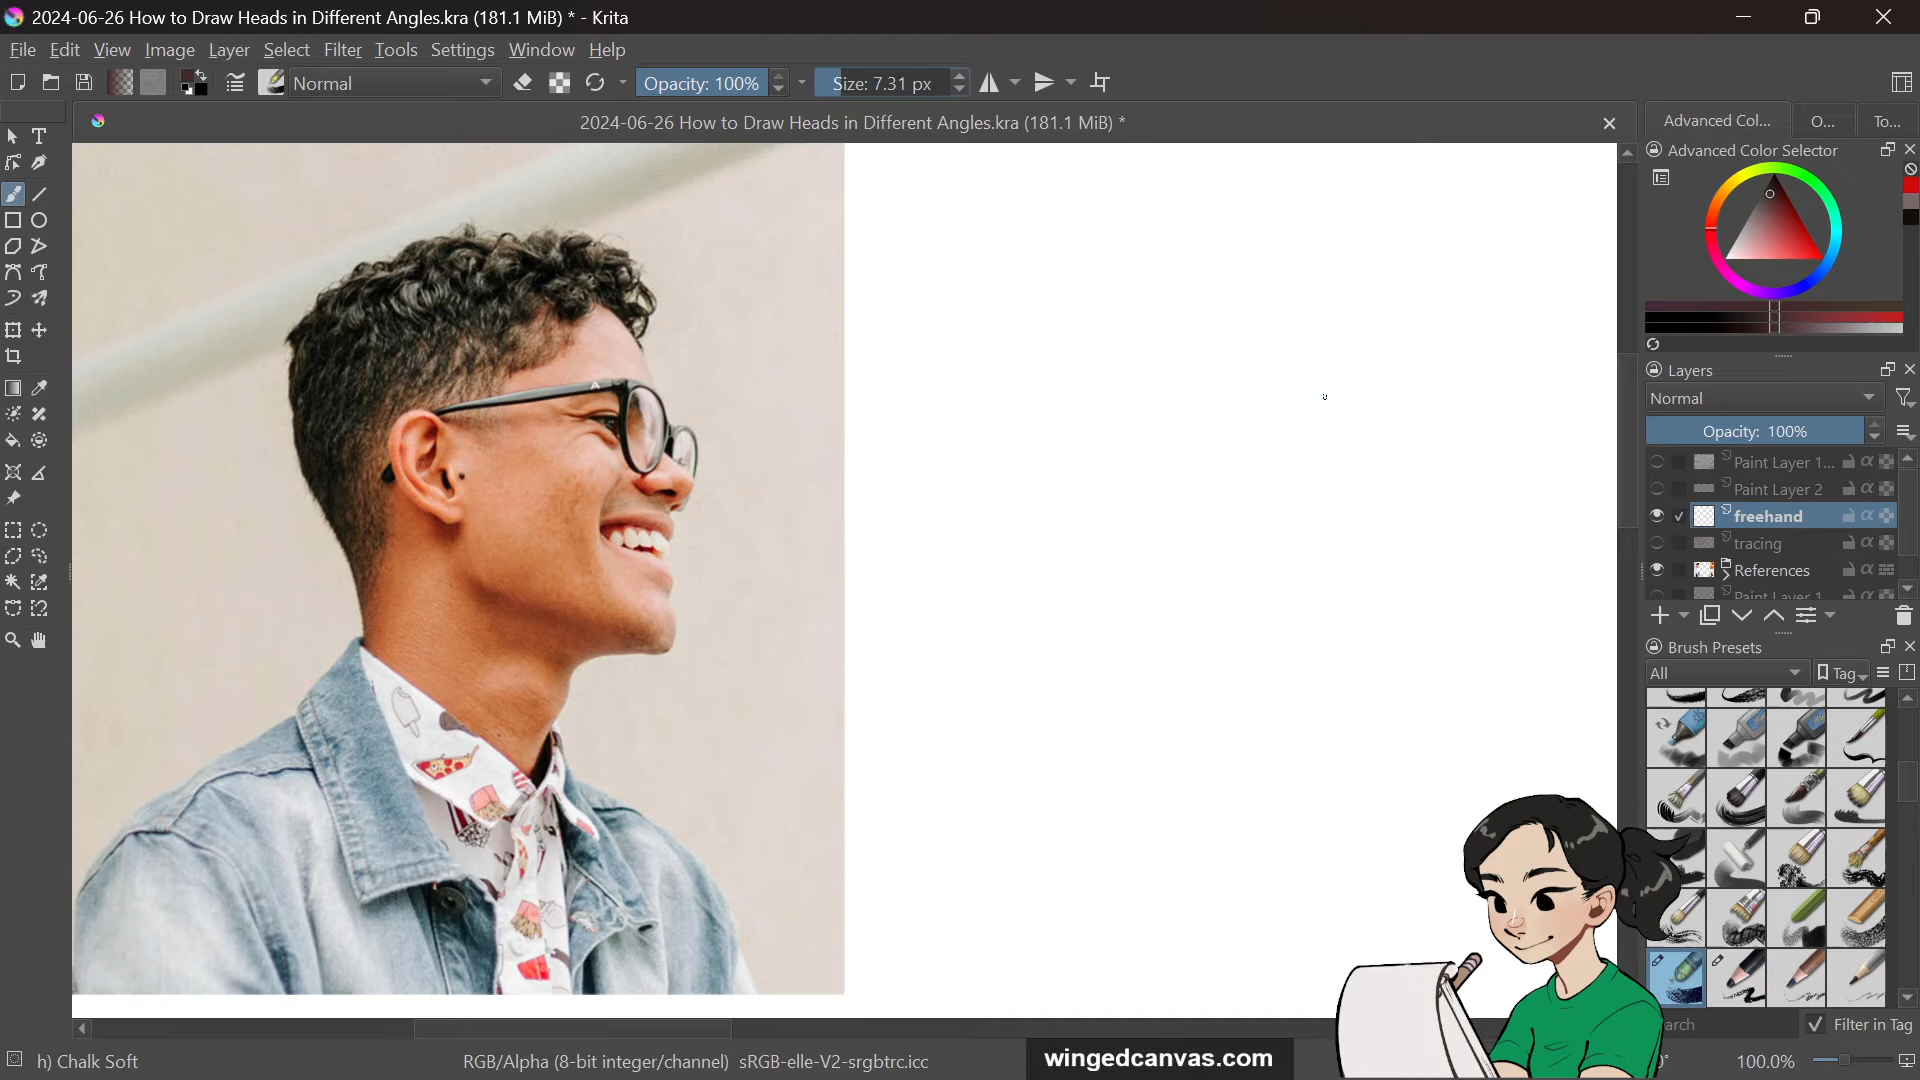 2024-06-26 How to Draw Heads in Different Angles.kra (181.1 MiB) * - Krita
File Edit View Image Layer Select Filter Tools Settings Window Help
Normal Opacity: 100% Size: 7.31 px
2024-06-26 How to Draw Heads in Different Angles.kra (181.1 MiB) *
Advanced Col... O... To...
Advanced Color Selector
Layers
Normal
Opacity: 100%
Paint Layer 1...
Paint Layer 2
freehand
tracing
References
Paint Layer 1
Brush Presets
All Tag
Filter in Tag
h) Chalk Soft RGB/Alpha (8-bit integer/channel) sRGB-elle-V2-srgbtrc.icc wingedcanvas.com 100.0%